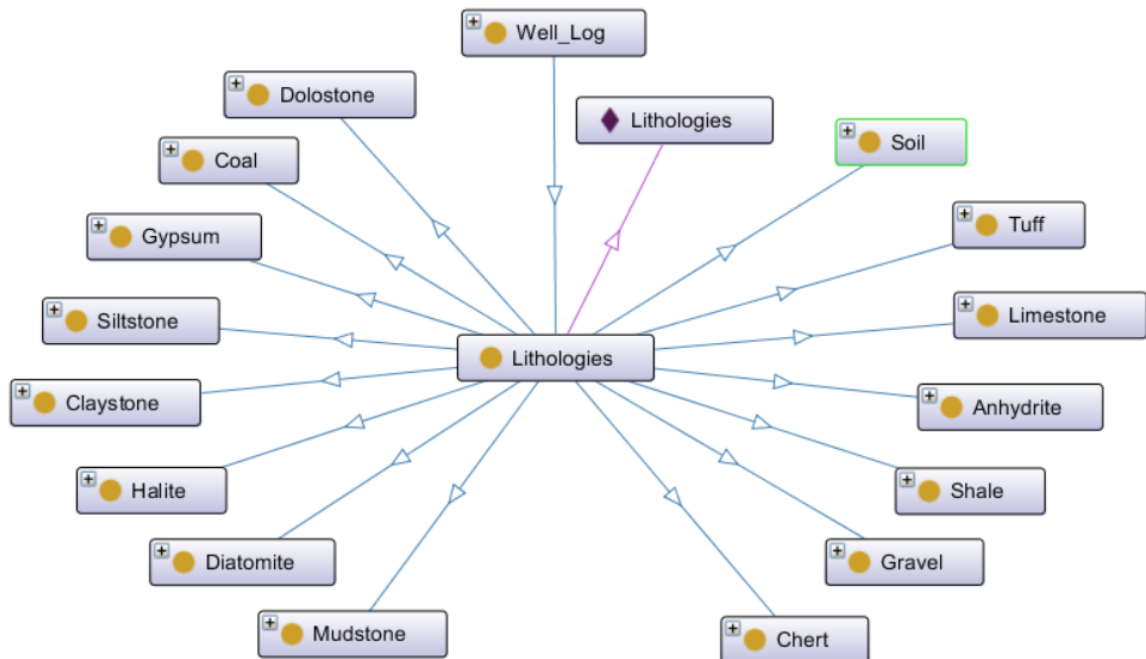 Well_Log
Dolostone
Lithologies
Soil
Coal
Tuff
Gypsum
Siltstone
Limestone
Lithologies
Claystone
Anhydrite
Halite
Shale
Diatomite
Gravel
Mudstone
Chert